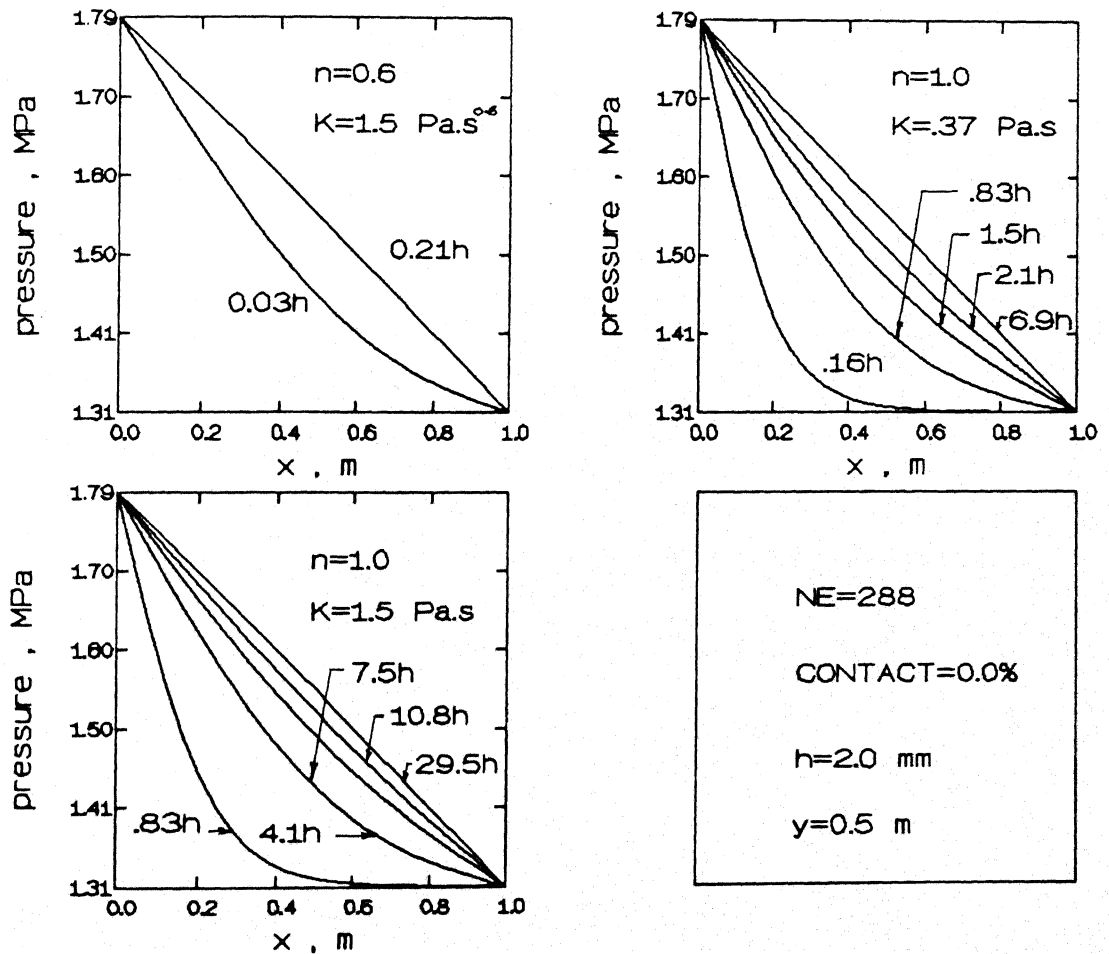 1.79
1.70
1.60
1.50
1.41
1.31
pressure , MPa
n=0.6
K=1.5 Pa.s^0.6
0.21h
0.03h
0.0 0.2 0.4 0.6 0.8 1.0
x , m
1.79
1.70
1.60
1.50
1.41
1.31
pressure , MPa
n=1.0
K=.37 Pa.s
.83h
1.5h
2.1h
6.9h
.16h
0.0 0.2 0.4 0.6 0.8 1.0
x , m
1.79
1.70
1.60
1.50
1.41
1.31
pressure , MPa
n=1.0
K=1.5 Pa.s
7.5h
10.8h
29.5h
.83h
4.1h
0.0 0.2 0.4 0.6 0.8 1.0
x , m
NE=288
CONTACT=0.0%
h=2.0 mm
y=0.5 m